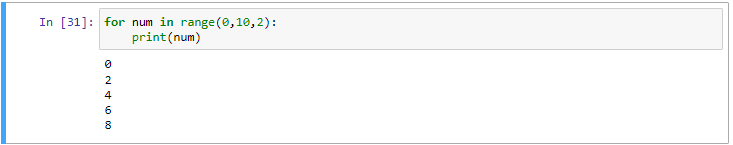 In [31]: for num in range(0,10,2):
print(num)
0
2
4
6
8